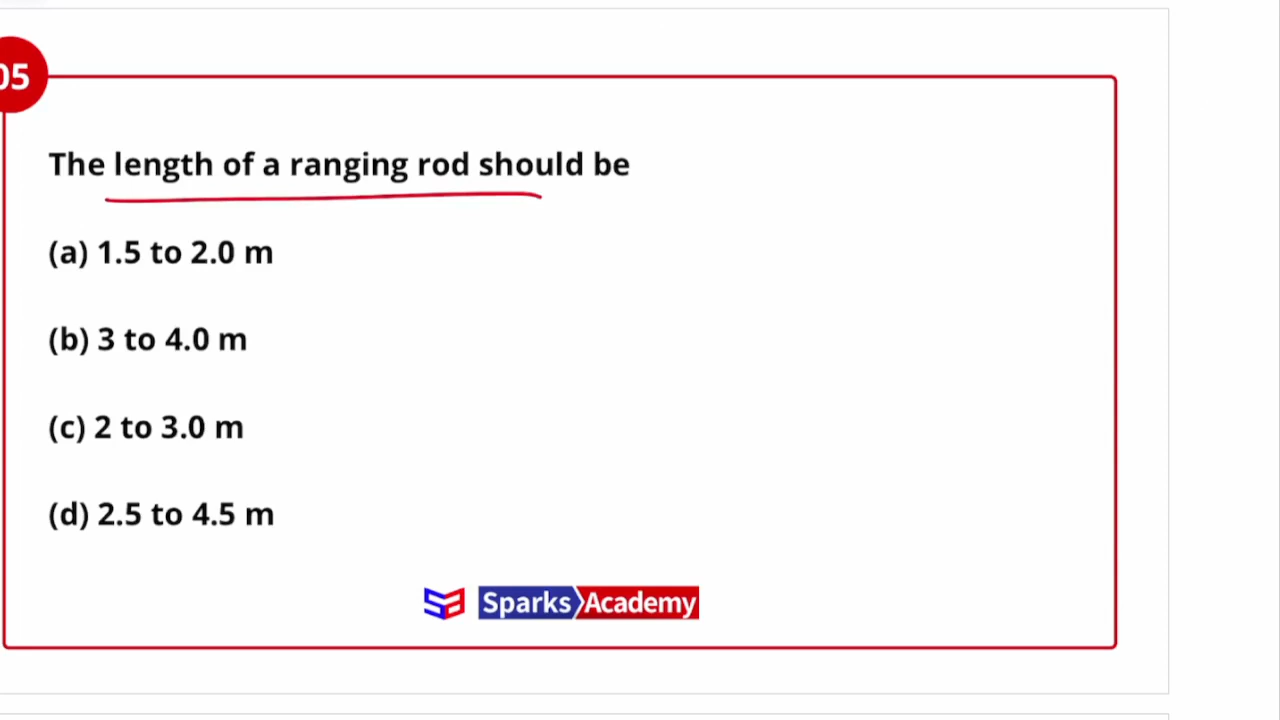 05
The length of a ranging rod should be
(a) 1.5 to 2.0 m
(b) 3 to 4.0 m
(c) 2 to 3.0 m
(d) 2.5 to 4.5 m
Sparks Academy